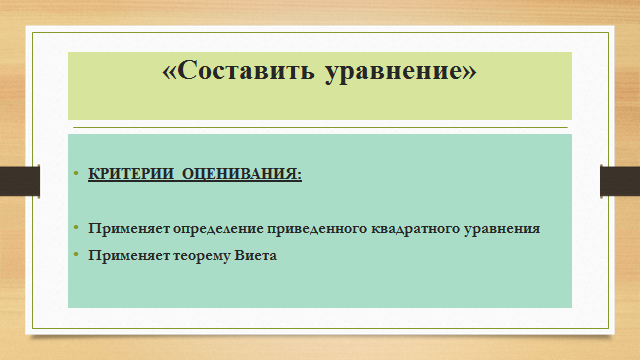 «Составить уравнение»
• КРИТЕРИИ ОЦЕНИВАНИЯ:
• Применяет определение приведенного квадратного уравнения
• Применяет теорему Виета